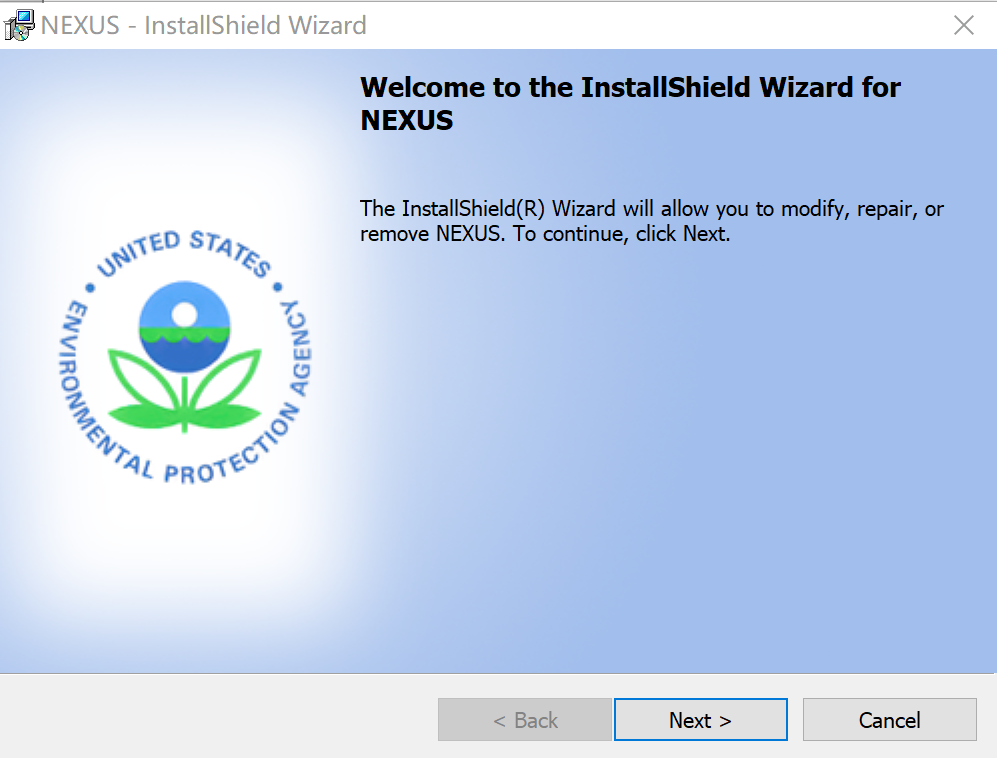 NEXUS - InstallShield Wizard
Welcome to the InstallShield Wizard for
NEXUS
The InstallShield(R) Wizard will allow you to modify, repair, or
remove NEXUS. To continue, click Next.
UNITED STATES
ENVIRONMENTAL PROTECTION AGENCY
< Back
Next >
Cancel